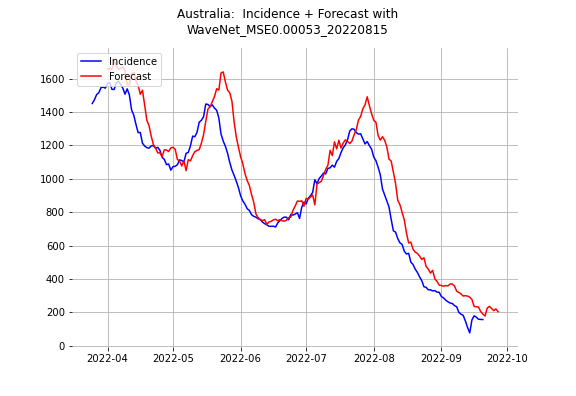 Australia:  Incidence + Forecast with
WaveNet_MSE0.00053_20220815
Incidence
Forecast
1600
1400
1200
1000
800
600
400
200
0
2022-04 2022-05 2022-06 2022-07 2022-08 2022-09 2022-10